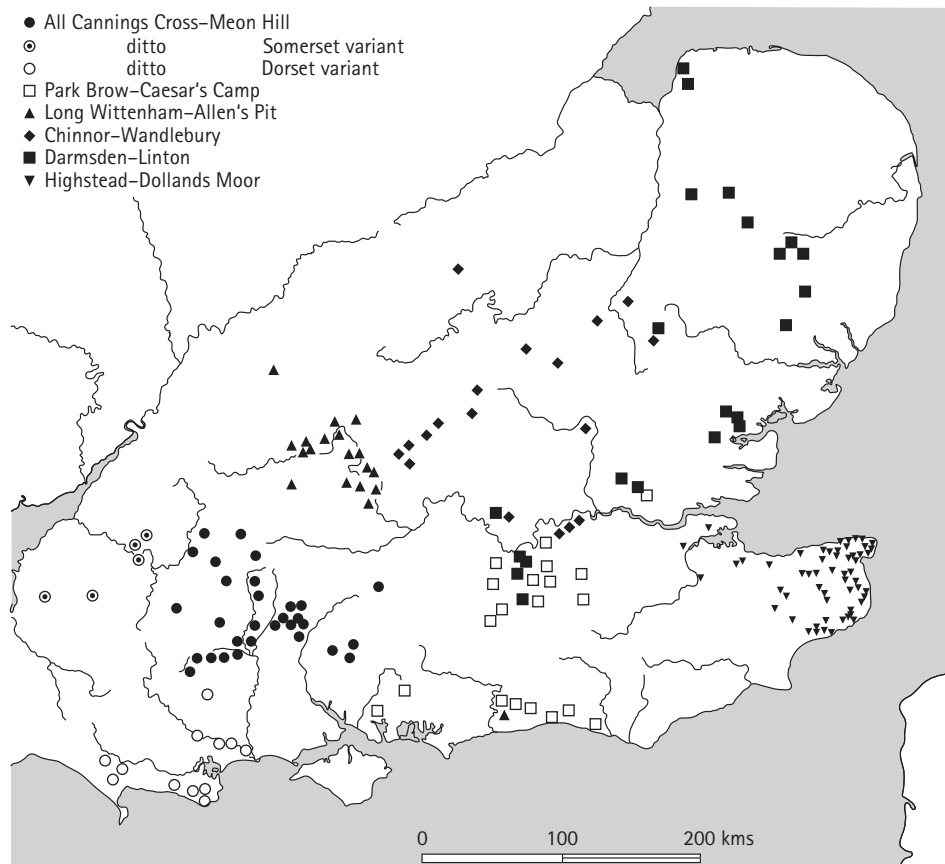 All Cannings Cross–Meon Hill
ditto Somerset variant
ditto Dorset variant
Park Brow–Caesar's Camp
Long Wittenham–Allen's Pit
Chinnor–Wandlebury
Darmsden–Linton
Highstead–Dollands Moor
0 100 200 kms